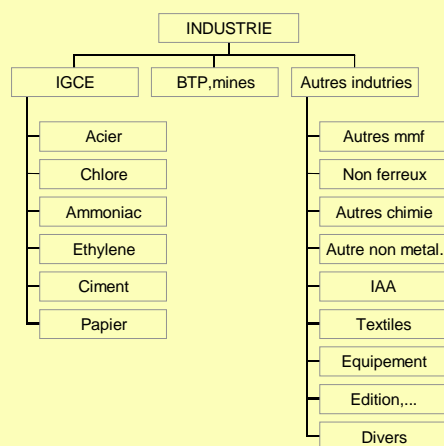 INDUSTRIE
IGCE
BTP,mines
Autres indutries
Acier
Chlore
Ammoniac
Ethylene
Ciment
Papier
Autres mmf
Non ferreux
Autres chimie
Autre non metal.
IAA
Textiles
Equipement
Edition,...
Divers